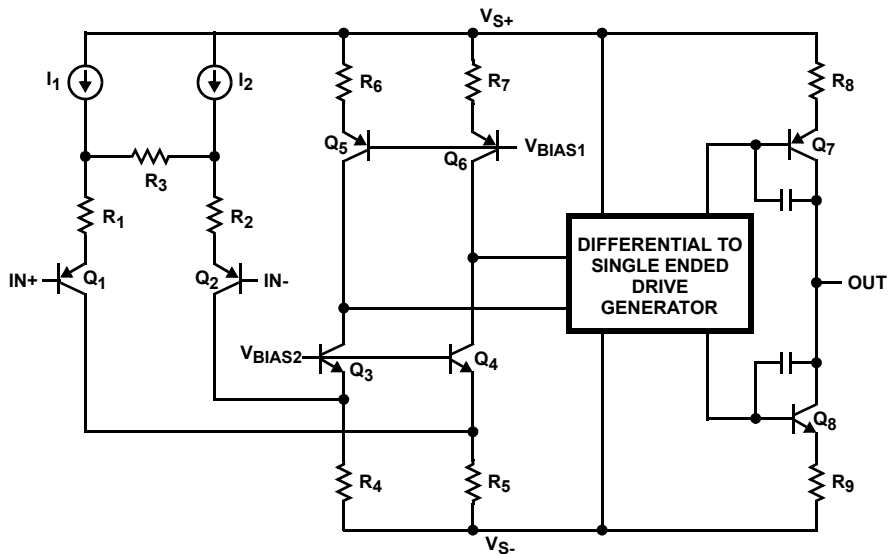 VS+
I1
I2
R6
R7
R8
Q5
Q6
VBIAS1
Q7
R3
R1
R2
DIFFERENTIAL TO
SINGLE ENDED
DRIVE
GENERATOR
IN+
Q1
Q2
IN-
OUT
VBIAS2
Q3
Q4
Q8
R4
R5
R9
VS-